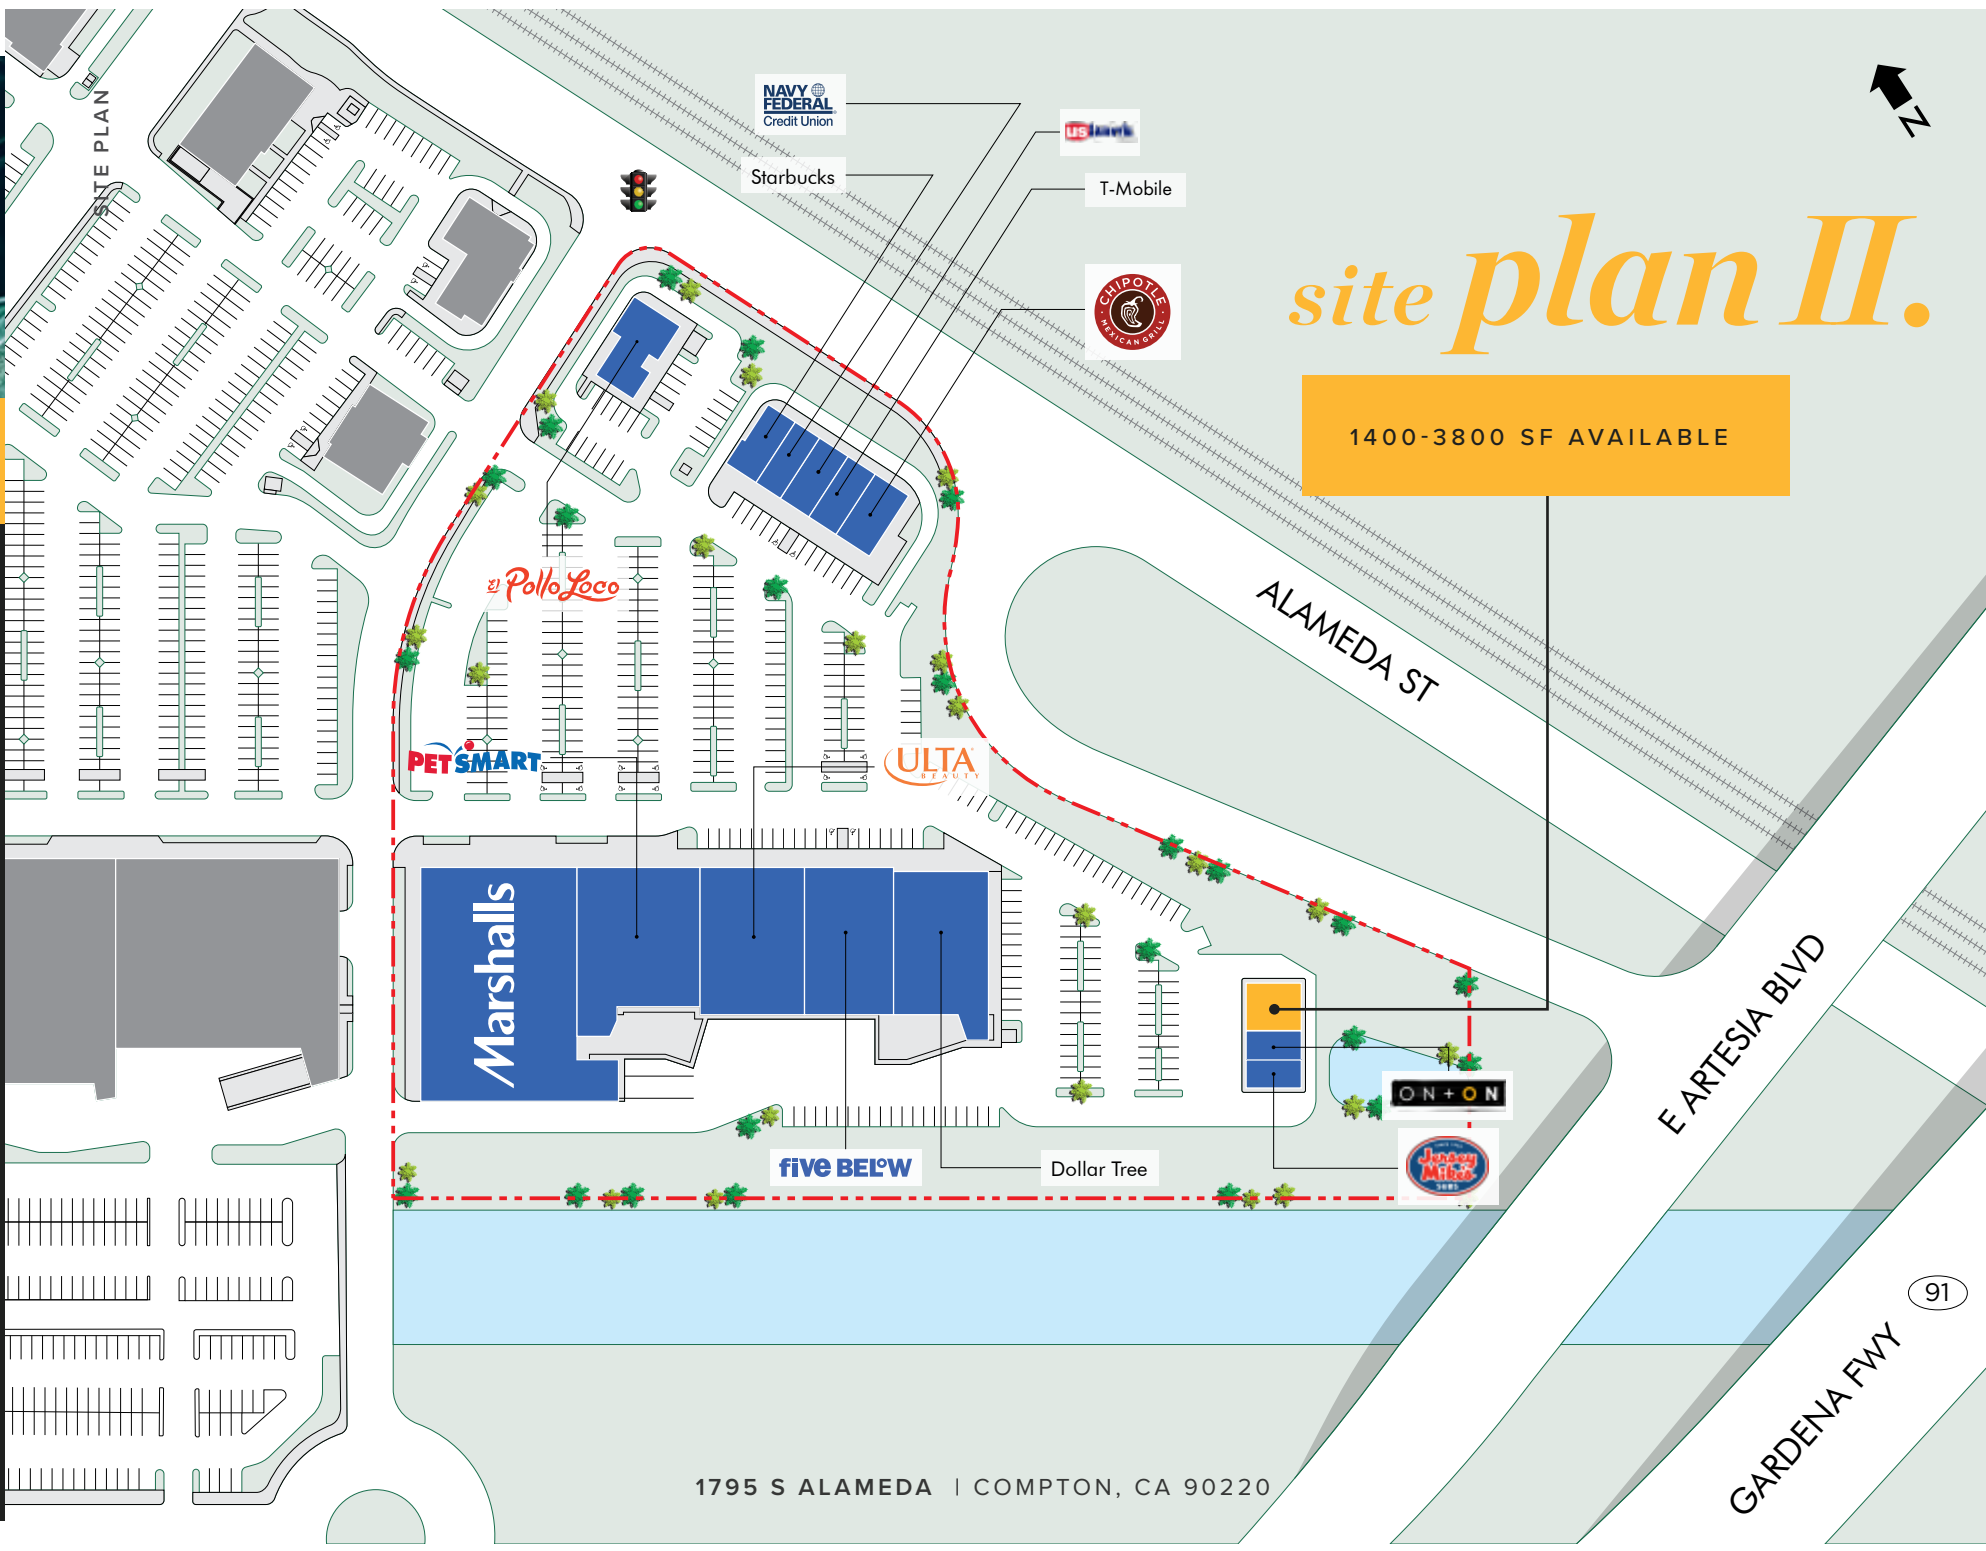 SITE PLAN
NAVY
FEDERAL
Credit Union
Starbucks
usbank
T-Mobile
N
CHIPOTLE
MEXICAN GRILL
site plan II.
1400-3800 SF AVAILABLE
El Pollo Loco
ALAMEDA ST
PETSMART
ULTA
BEAUTY
Marshalls
E ARTESIA BLVD
ON+ON
five BELOW
Dollar Tree
Jersey
Mike's
SUBS
91
GARDENA FWY
1795 S ALAMEDA | COMPTON, CA 90220